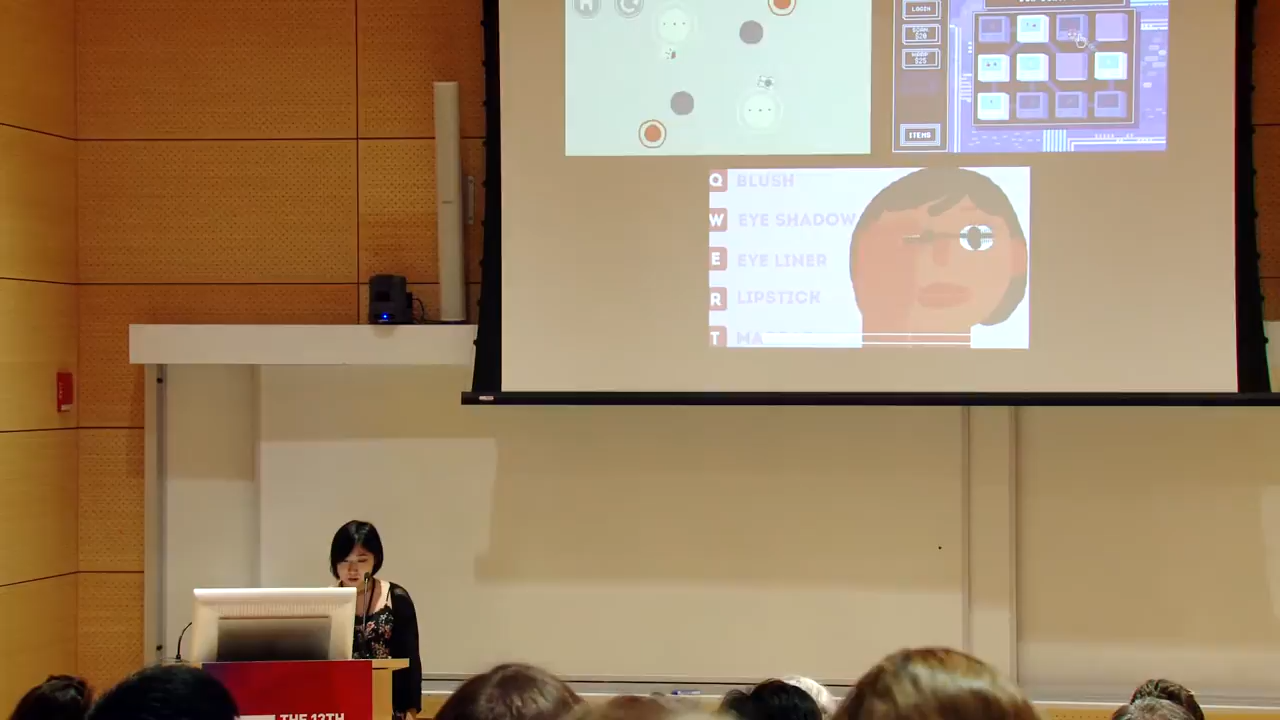 LOGIN
ITEMS
Q BLUSH
W EYE SHADOW
E EYE LINER
R LIPSTICK
T
THE 12TH